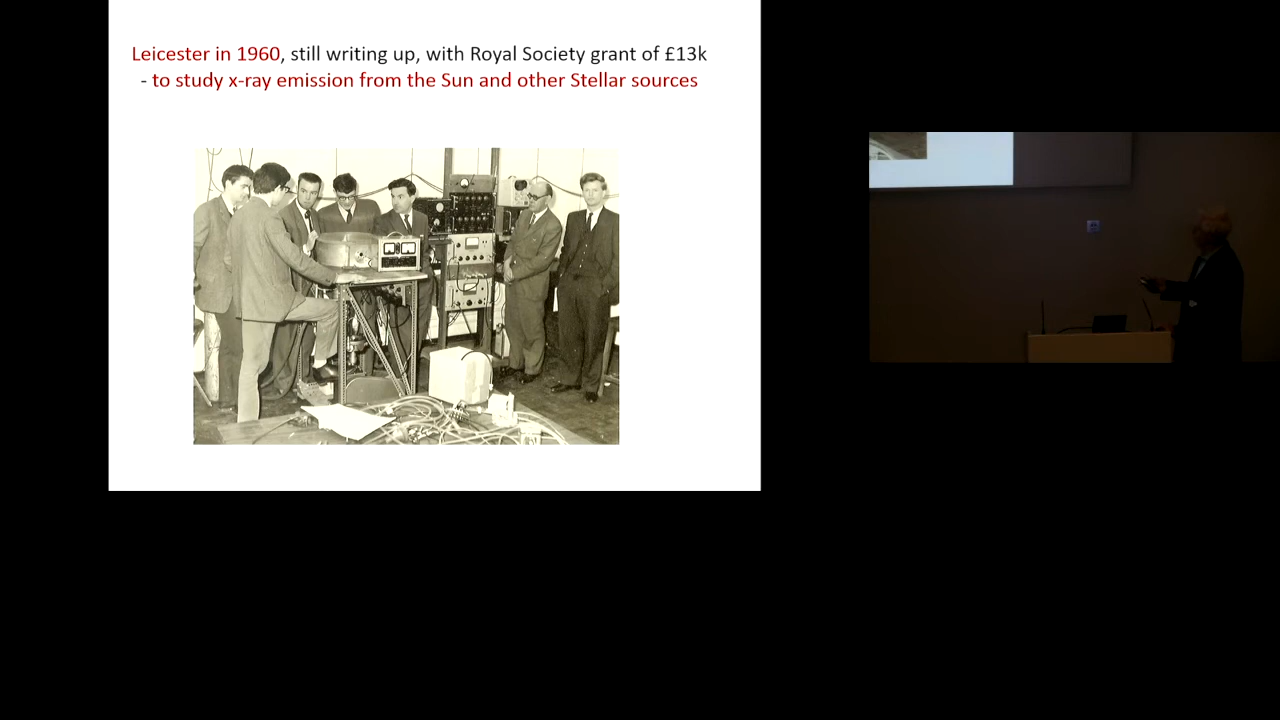 Leicester in 1960, still writing up, with Royal Society grant of £13k
- to study x-ray emission from the Sun and other Stellar sources